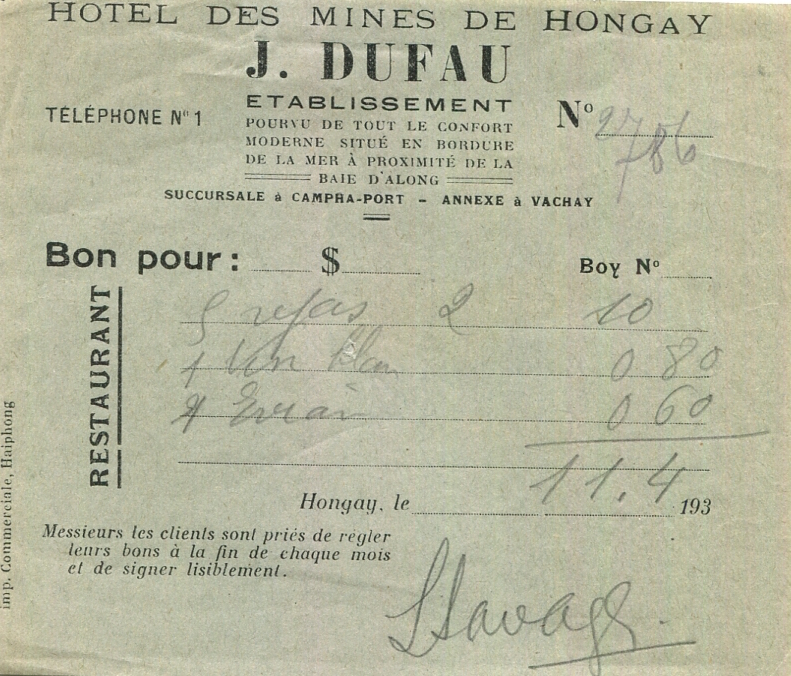 HOTEL DES MINES DE HONGAY
J. DUFAU
TÉLÉPHONE N° 1
ETABLISSEMENT
POURVU DE TOUT LE CONFORT
MODERNE SITUÉ EN BORDURE
DE LA MER À PROXIMITÉ DE LA
BAIE D'ALONG
N°
786
SUCCURSALE à CAMPHA-PORT - ANNEXE à VACHAY
Bon pour: $ Boy N°
RESTAURANT
5 repas 2 10
1 Vin blan 0 80
0 60
11.4
Hongay, le 193
Messieurs les clients sont priés de régler
leurs bons à la fin de chaque mois
et de signer lisiblement.
imp. Commerciale, Haiphong